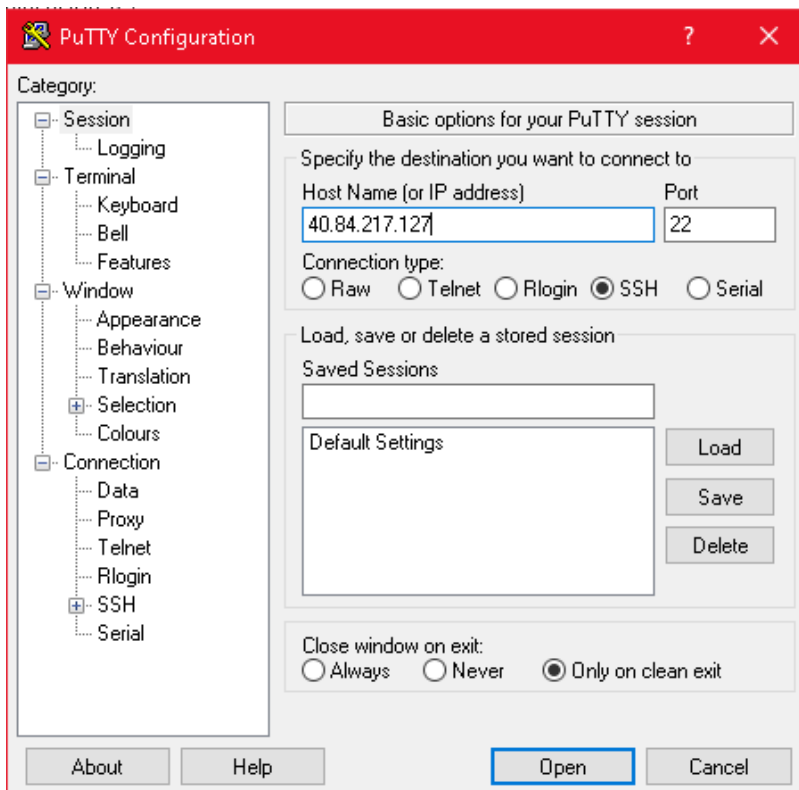 PuTTY Configuration
?
Category:
Session
Logging
Terminal
Keyboard
Bell
Features
Window
Appearance
Behaviour
Translation
Selection
Colours
Connection
Data
Proxy
Telnet
Rlogin
SSH
Serial
Basic options for your PuTTY session
Specify the destination you want to connect to
Host Name (or IP address) Port
40.84.217.127 22
Connection type:
Raw Telnet Rlogin SSH Serial
Load, save or delete a stored session
Saved Sessions
Default Settings
Load
Save
Delete
Close window on exit:
Always Never Only on clean exit
About Help Open Cancel